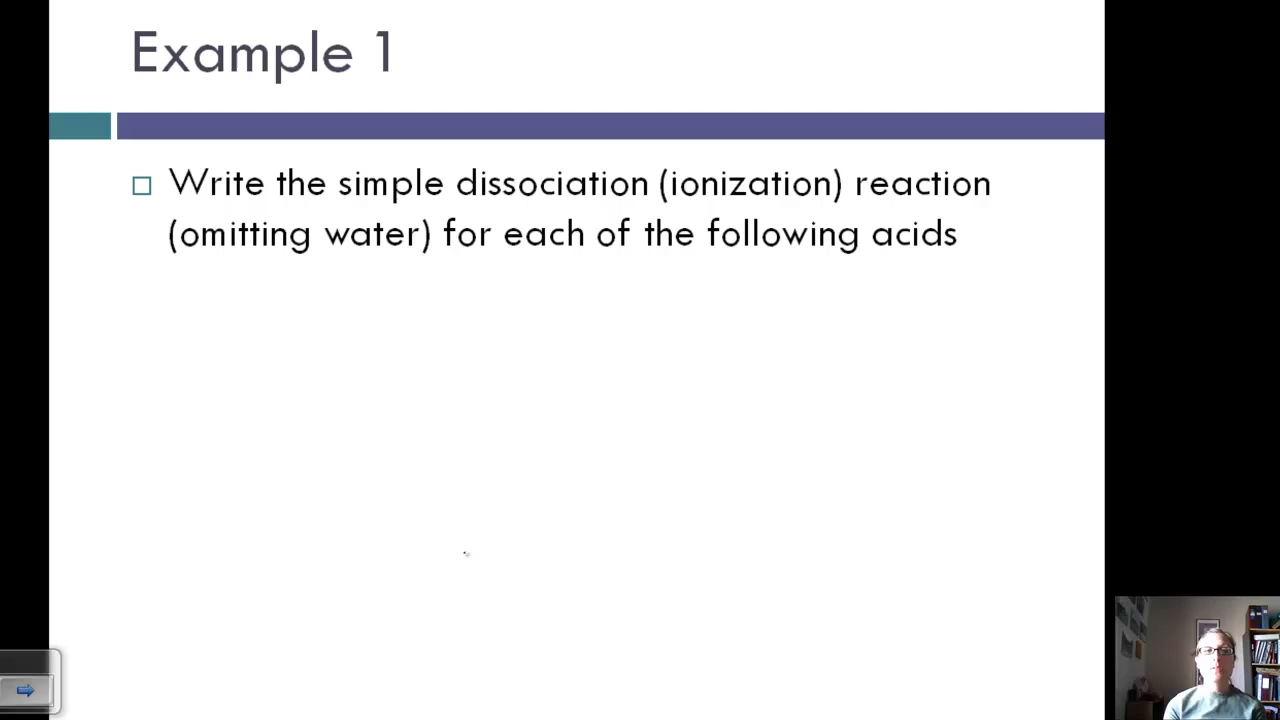 Example 1
Write the simple dissociation (ionization) reaction
(omitting water) for each of the following acids